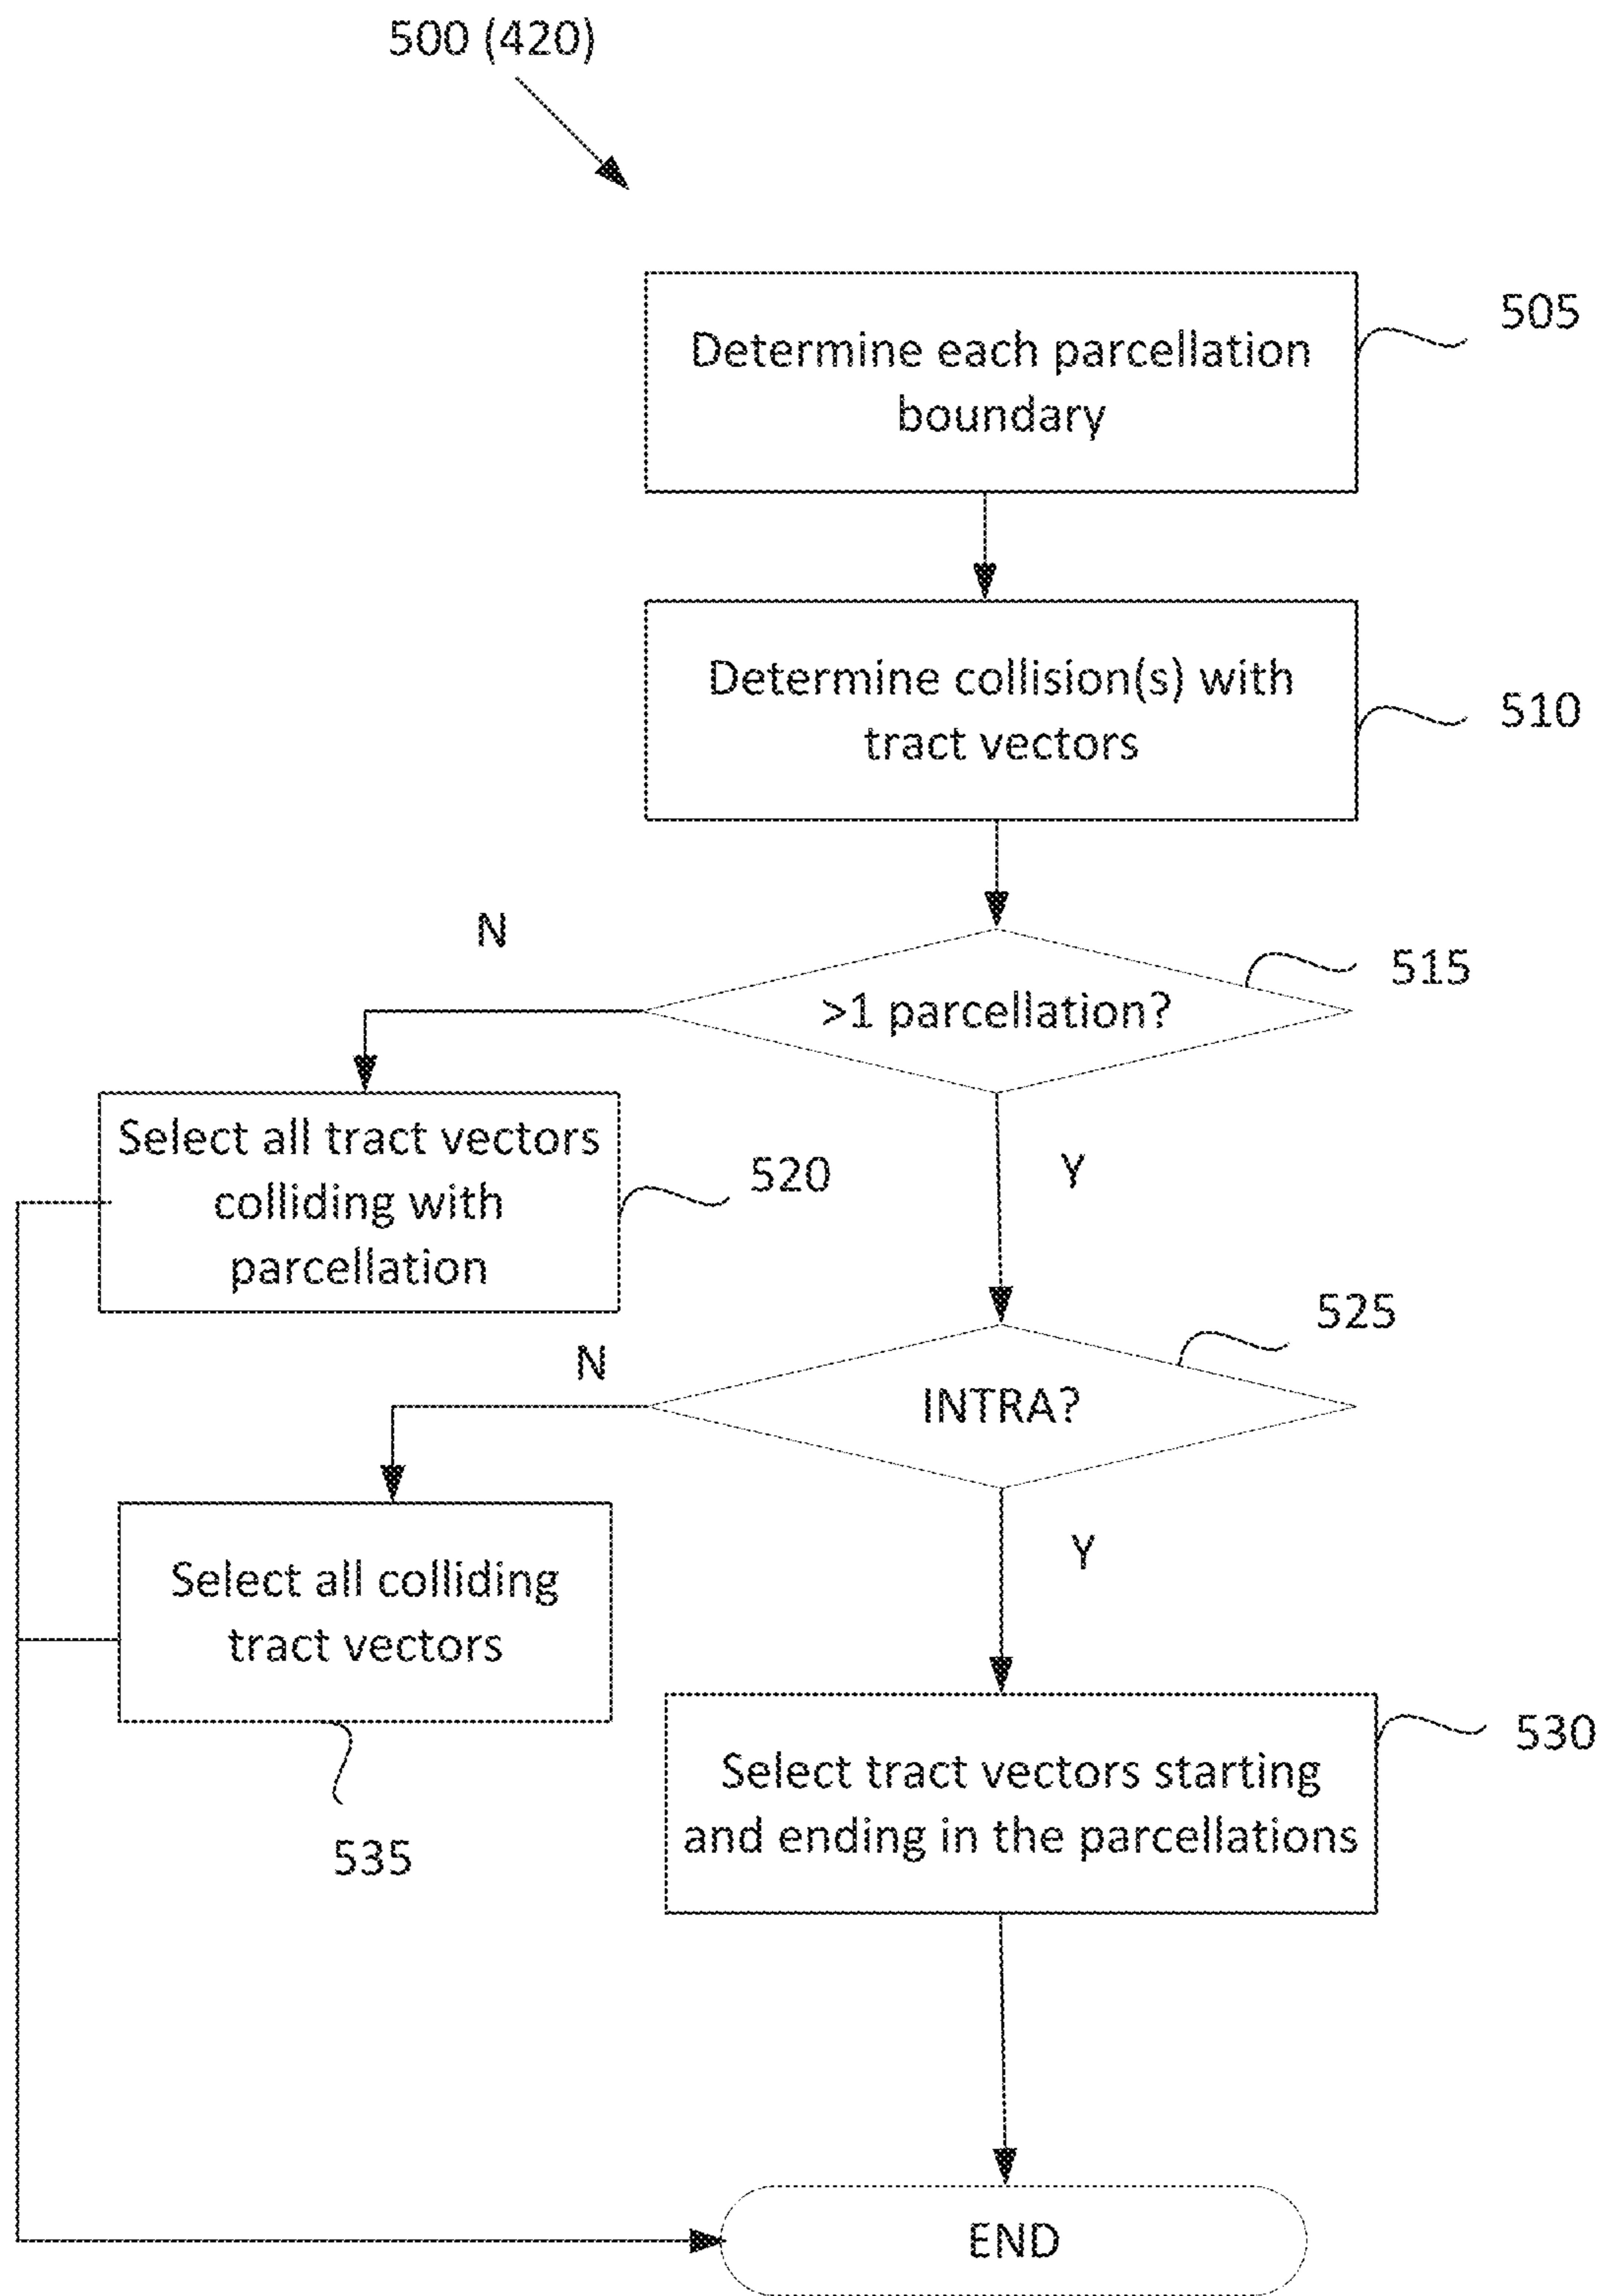 500 (420)
Determine each parcellation
boundary
505
Determine collision(s) with
tract vectors
510
N
>1 parcellation?
515
Select all tract vectors
colliding with
parcellation
520
Y
525
N
INTRA?
Select all colliding
tract vectors
535
Y
Select tract vectors starting
and ending in the parcellations
530
END